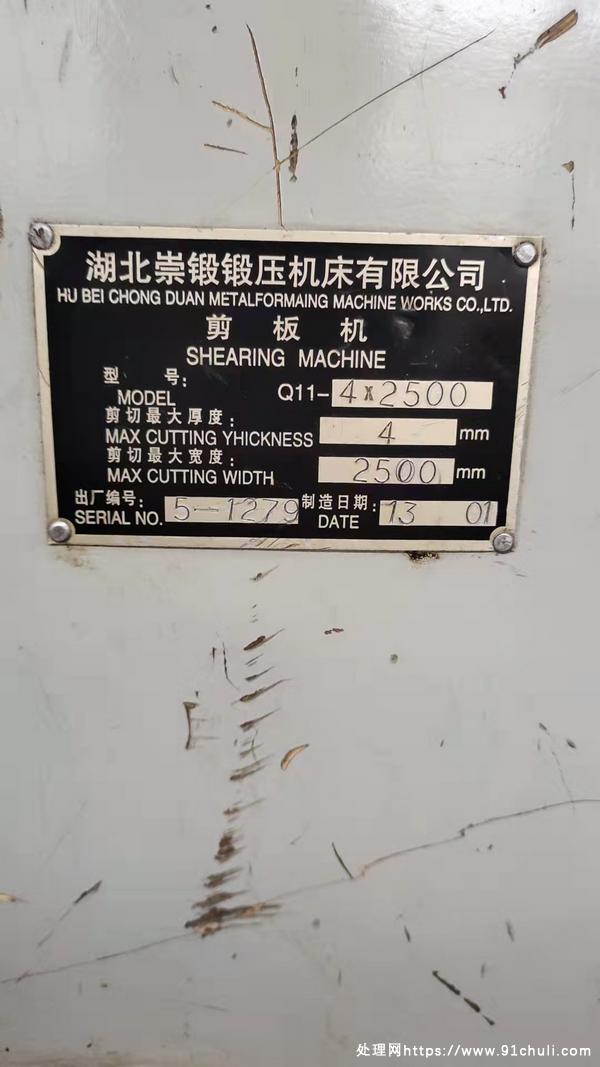 湖北崇锻锻压机床有限公司
HU BEI CHONG DUAN METALFORMAING MACHINE WORKS CO.,LTD.
剪 板 机
SHEARING MACHINE
型 号:
MODEL Q11-4x2500
剪切最大厚度:
MAX CUTTING YHICKNESS 4 mm
剪切最大宽度:
MAX CUTTING WIDTH 2500 mm
出厂编号: 5-1279 制造日期: 13 01
SERIAL NO. DATE
处理网https://www.91chuli.com/